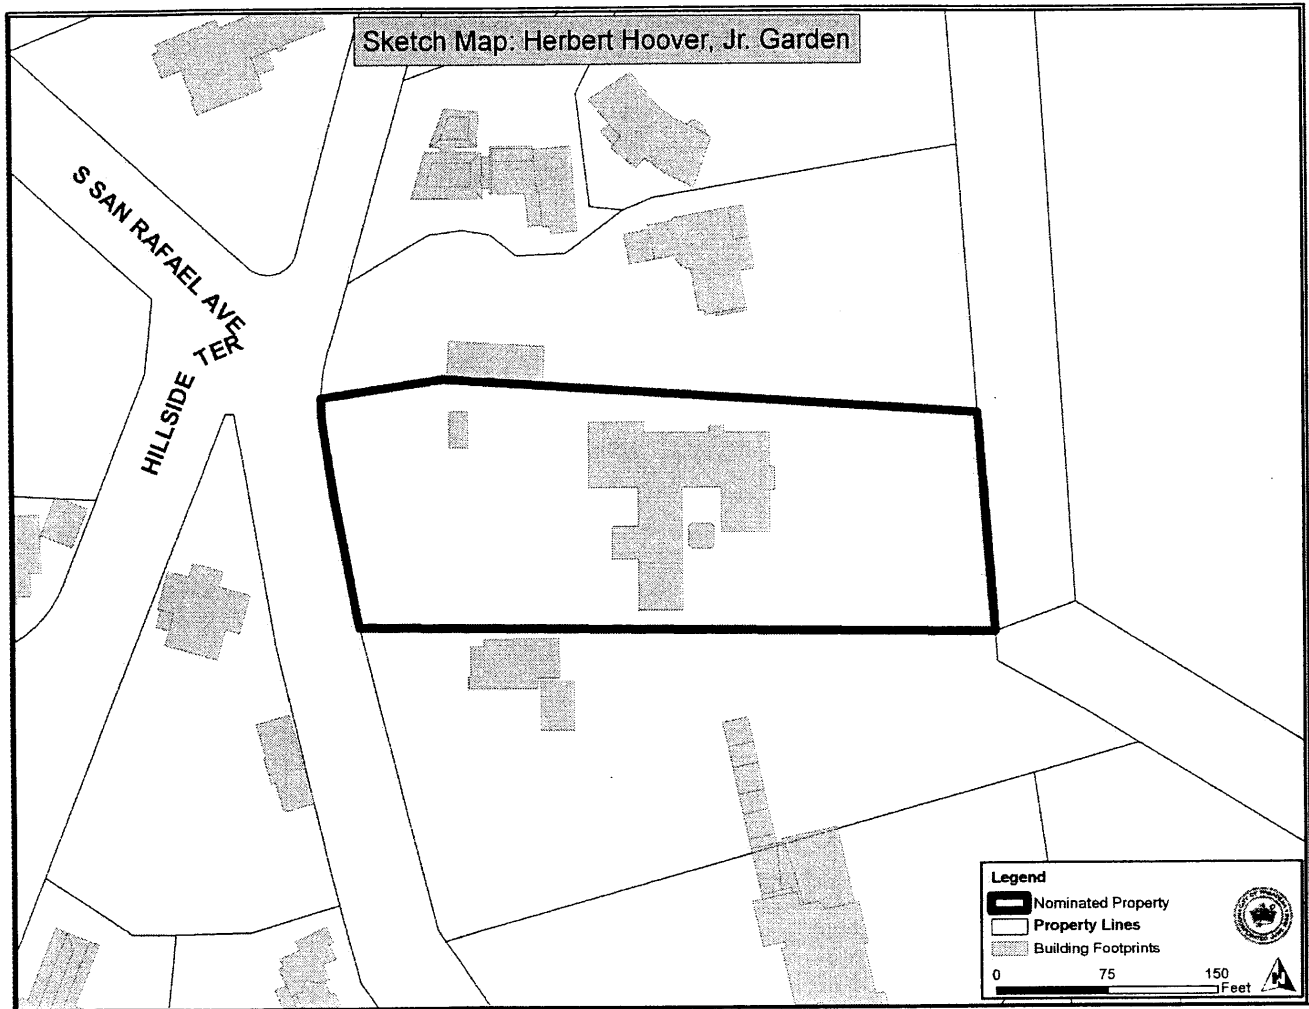 Sketch Map: Herbert Hoover, Jr. Garden
S SAN RAFAEL AVE
HILLSIDE TER
Legend
Nominated Property
Property Lines
Building Footprints
0 75 150
Feet
N